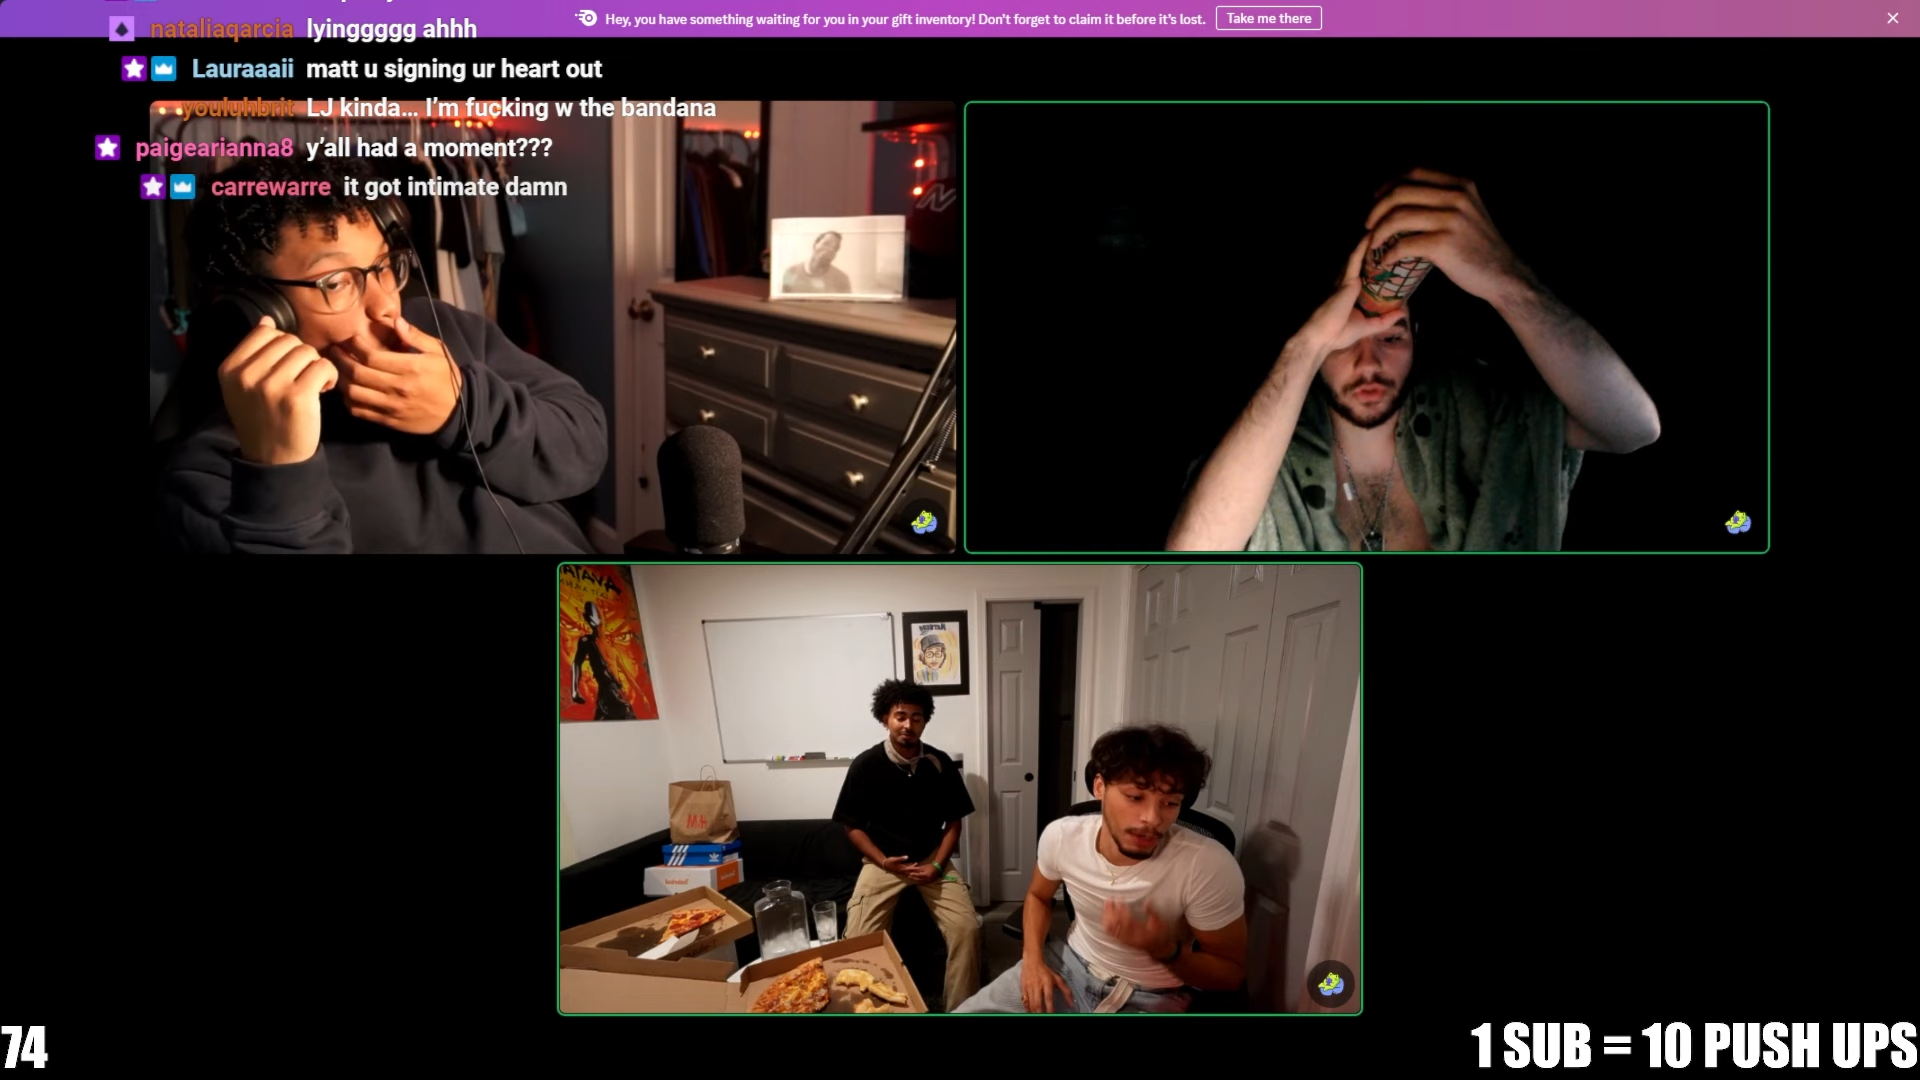 Hey, you have something waiting for you in your gift inventory! Don't forget to claim it before it's lost.
Take me there
nataliaqarcia lyinggggg ahhh
Lauraaaii matt u signing ur heart out
youluhbrit LJ kinda... I'm fucking w the bandana
paigearianna8 y'all had a moment???
carrewarre it got intimate damn
M.H
74
1 SUB = 10 PUSH UPS